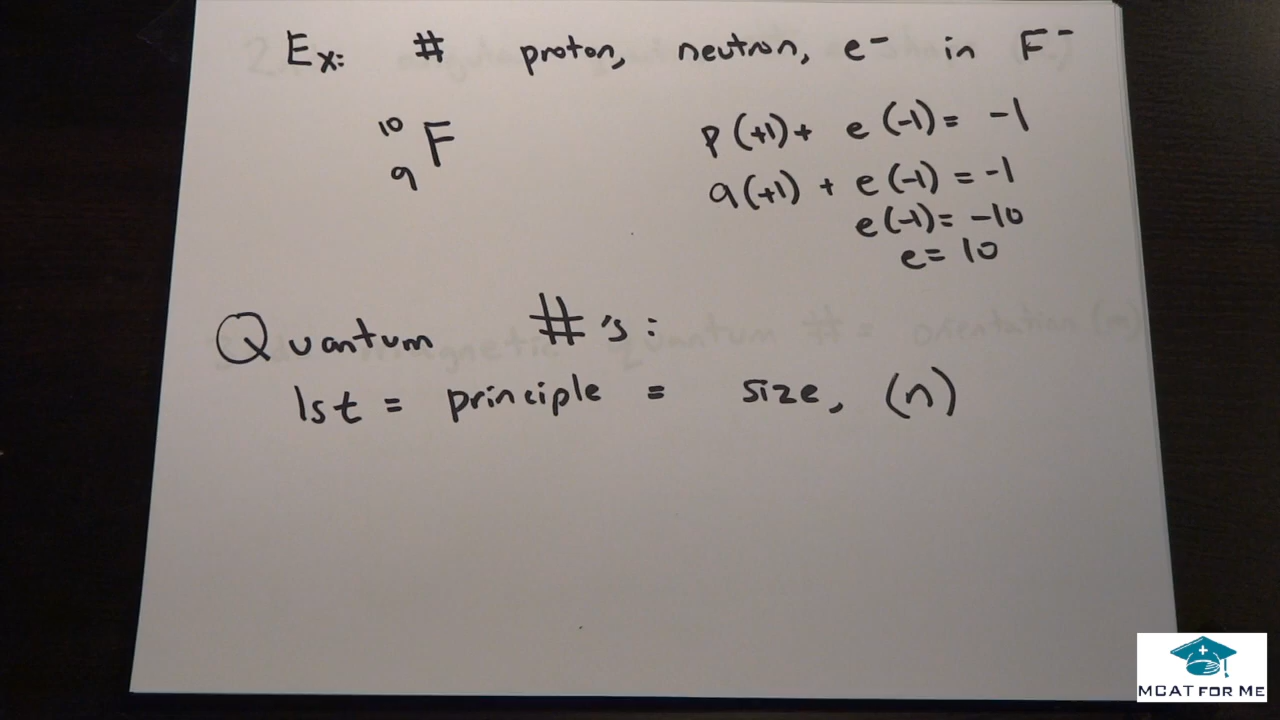 Ex: # proton, neutron, e⁻ in F⁻
10
9 F
p (+1) + e (-1) = -1
9 (+1) + e (-1) = -1
e (-1) = -10
e = 10
Quantum #'s:
1st = principle = size, (n)
MCAT FOR ME